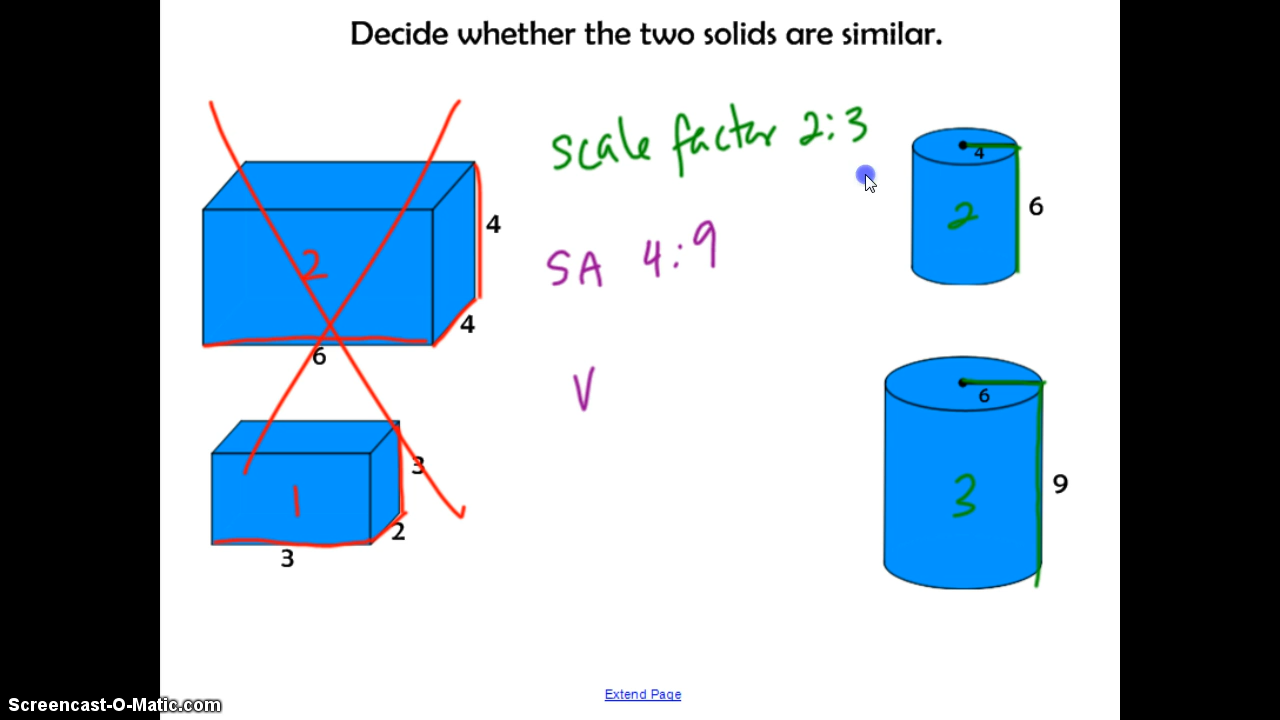 Decide whether the two solids are similar.
scale factor 2:3
4
6
2
4
2
4
6
SA 4:9
V
3
1
2
3
6
3
9
Extend Page
Screencast-O-Matic.com